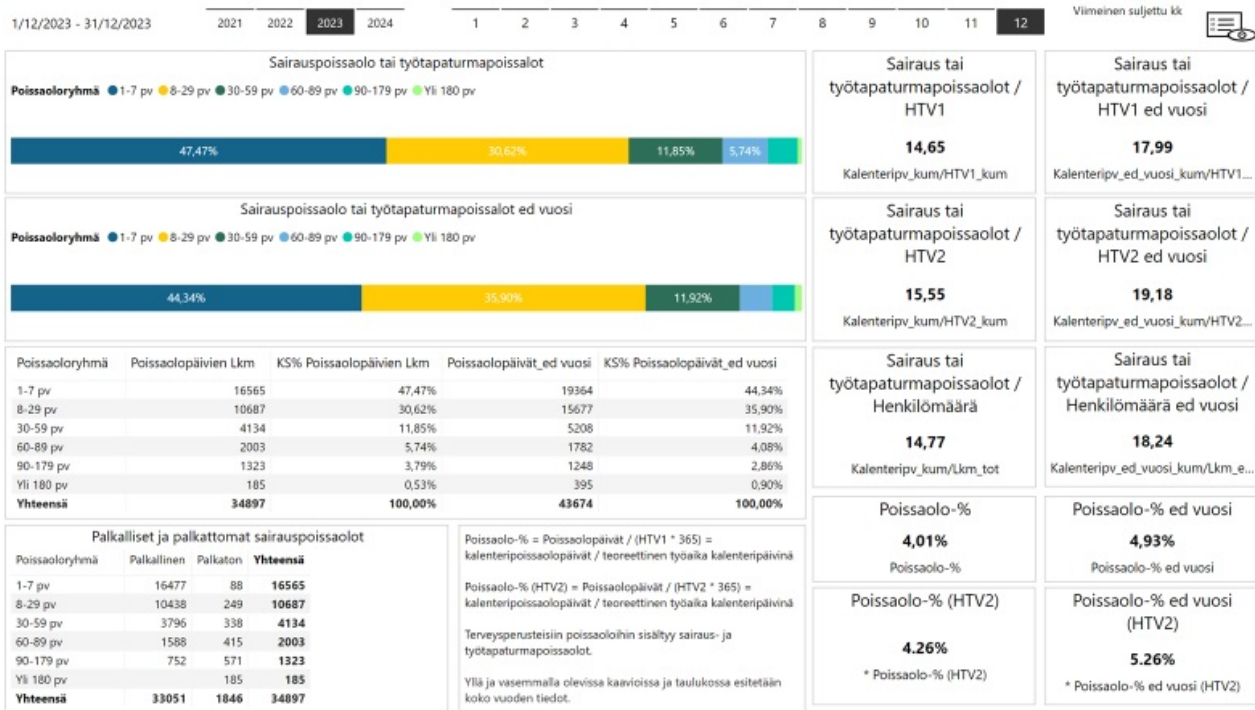 1/12/2023 - 31/12/2023
2021 2022 2023 2024
1 2 3 4 5 6 7 8 9 10 11 12
Viimeinen suljettu kk
Sairauspoissaolo tai työtapaturmapoissalot
Poissaoloryhmä 1-7 pv 8-29 pv 30-59 pv 60-89 pv 90-179 pv Yli 180 pv
47,47% 30,62% 11,85% 5,74%
Sairauspoissaolo tai työtapaturmapoissalot ed vuosi
Poissaoloryhmä 1-7 pv 8-29 pv 30-59 pv 60-89 pv 90-179 pv Yli 180 pv
44,34% 35,90% 11,92%
Poissaoloryhmä Poissaolopäivien Lkm KS% Poissaolopäivien Lkm Poissaolopäivät_ed vuosi KS% Poissaolopäivät_ed vuosi
1-7 pv 16565 47,47% 19364 44,34%
8-29 pv 10687 30,62% 15677 35,90%
30-59 pv 4134 11,85% 5208 11,92%
60-89 pv 2003 5,74% 1782 4,08%
90-179 pv 1323 3,79% 1248 2,86%
Yli 180 pv 185 0,53% 395 0,90%
Yhteensä 34897 100,00% 43674 100,00%
Palkalliset ja palkattomat sairauspoissaolot
Poissaoloryhmä Palkallinen Palkaton Yhteensä
1-7 pv 16477 88 16565
8-29 pv 10438 249 10687
30-59 pv 3796 338 4134
60-89 pv 1588 415 2003
90-179 pv 752 571 1323
Yli 180 pv 185 185
Yhteensä 33051 1846 34897
Poissaolo-% = Poissaolopäivät / (HTV1 * 365) =
kalenteripoissaolopäivät / teoreettinen työaika kalenteripäivinä
Poissaolo-% (HTV2) = Poissaolopäivät / (HTV2 * 365) =
kalenteripoissaolopäivät / teoreettinen työaika kalenteripäivinä
Terveysperusteisiin poissaoloihin sisältyy sairaus- ja
työtapaturmapoissaolot.
Yllä ja vasemmalla olevissa kaavioissa ja taulukossa esitetään
koko vuoden tiedot.
Sairaus tai
työtapaturmapoissaolot /
HTV1
14,65
Kalenteripv_kum/HTV1_kum
Sairaus tai
työtapaturmapoissaolot /
HTV1 ed vuosi
17,99
Kalenteripv_ed_vuosi_kum/HTV1...
Sairaus tai
työtapaturmapoissaolot /
HTV2
15,55
Kalenteripv_kum/HTV2_kum
Sairaus tai
työtapaturmapoissaolot /
HTV2 ed vuosi
19,18
Kalenteripv_ed_vuosi_kum/HTV2...
Sairaus tai
työtapaturmapoissaolot /
Henkilömäärä
14,77
Kalenteripv_kum/Lkm_tot
Sairaus tai
työtapaturmapoissaolot /
Henkilömäärä ed vuosi
18,24
Kalenteripv_ed_vuosi_kum/Lkm_e...
Poissaolo-%
4,01%
Poissaolo-%
Poissaolo-% ed vuosi
4,93%
Poissaolo-% ed vuosi
Poissaolo-% (HTV2)
4.26%
* Poissaolo-% (HTV2)
Poissaolo-% ed vuosi
(HTV2)
5.26%
* Poissaolo-% ed vuosi (HTV2)